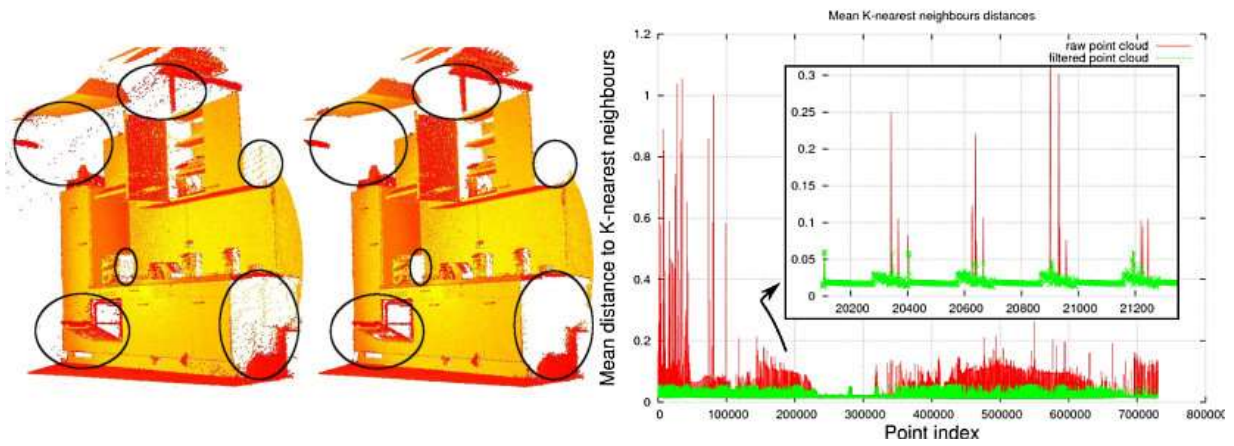 Mean K-nearest neighbours distances
Mean distance to K-nearest neighbours
1.2
1
0.8
0.6
0.4
0.2
0
raw point cloud
filtered point cloud
0.3
0.25
0.2
0.15
0.1
0.05
0
20200 20400 20600 20800 21000 21200
0 100000 200000 300000 400000 500000 600000 700000 800000
Point index